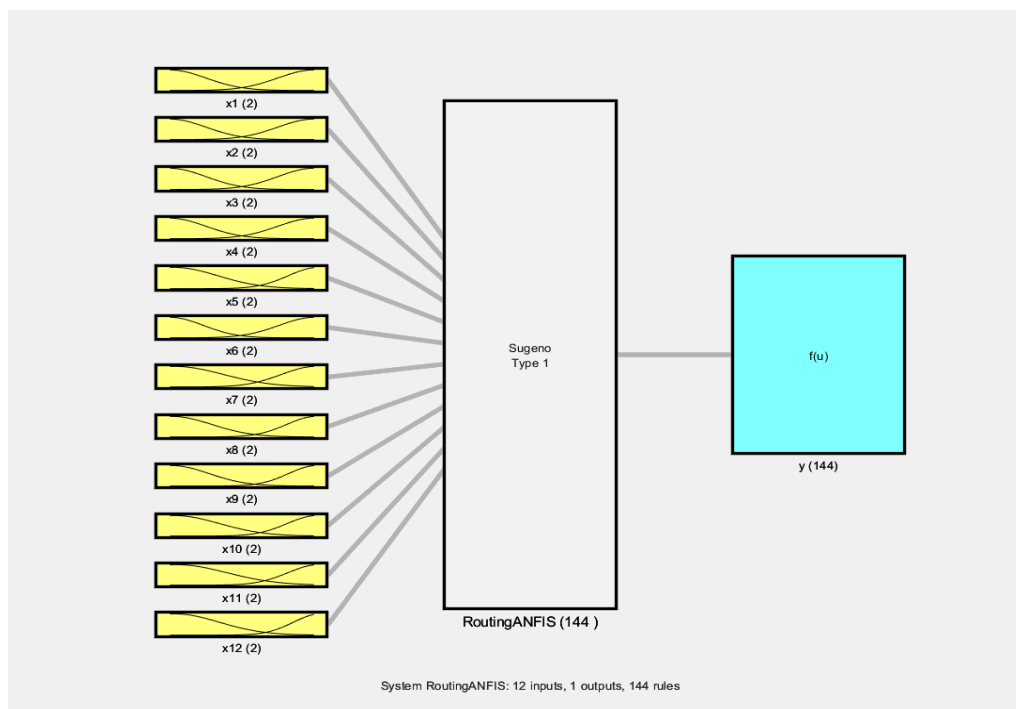 x1 (2)
x2 (2)
x3 (2)
x4 (2)
x5 (2)
x6 (2)
x7 (2)
x8 (2)
x9 (2)
x10 (2)
x11 (2)
x12 (2)
Sugeno
Type 1
RoutingANFIS (144 )
f(u)
y (144)
System RoutingANFIS: 12 inputs, 1 outputs, 144 rules